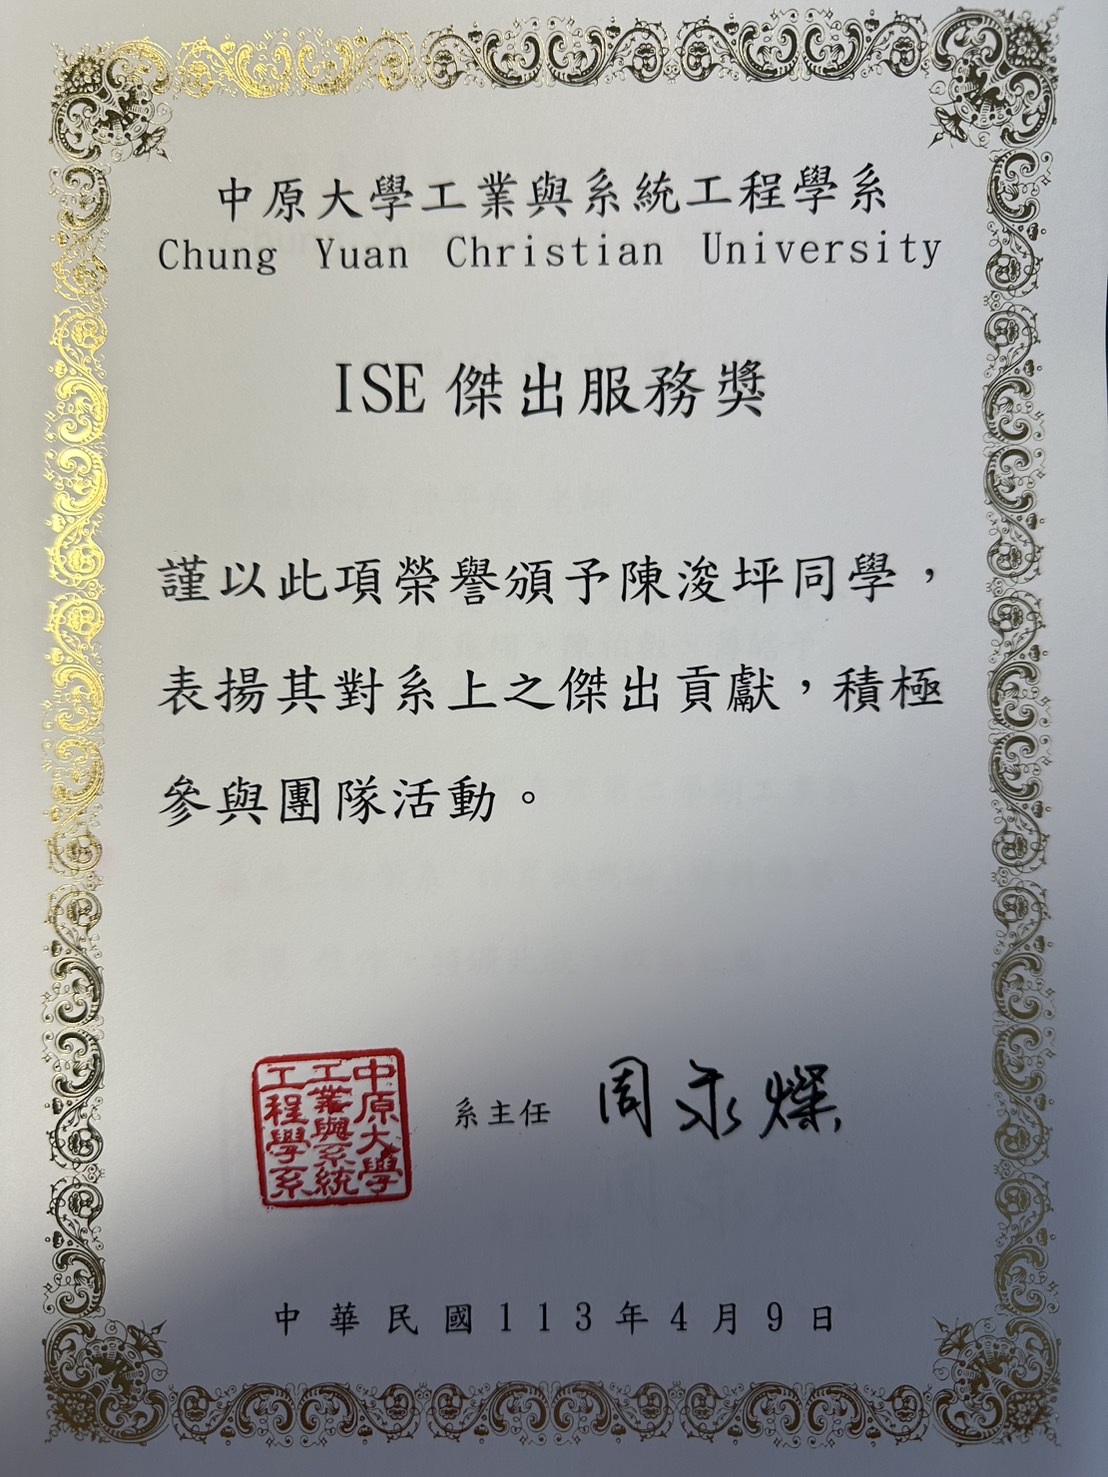 中原大學工業與系統工程學系
Chung Yuan Christian University
ISE 傑出服務獎
謹以此項榮譽頒予陳浚坪同學，
表揚其對系上之傑出貢獻，積極
參與團隊活動。
中原大學
工業與系統
工程學系
系主任 周永燦
中華民國113年4月9日